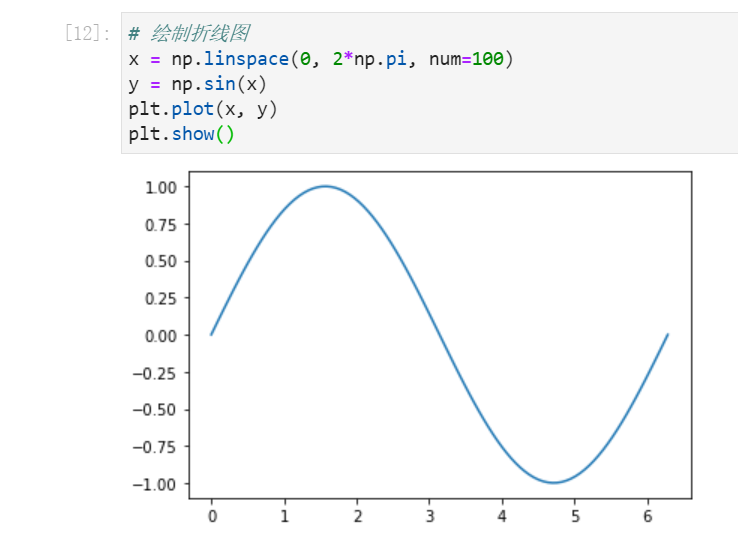 [12]: # 绘制折线图
x = np.linspace(0, 2*np.pi, num=100)
y = np.sin(x)
plt.plot(x, y)
plt.show()
1.00
0.75
0.50
0.25
0.00
−0.25
−0.50
−0.75
−1.00
0 1 2 3 4 5 6